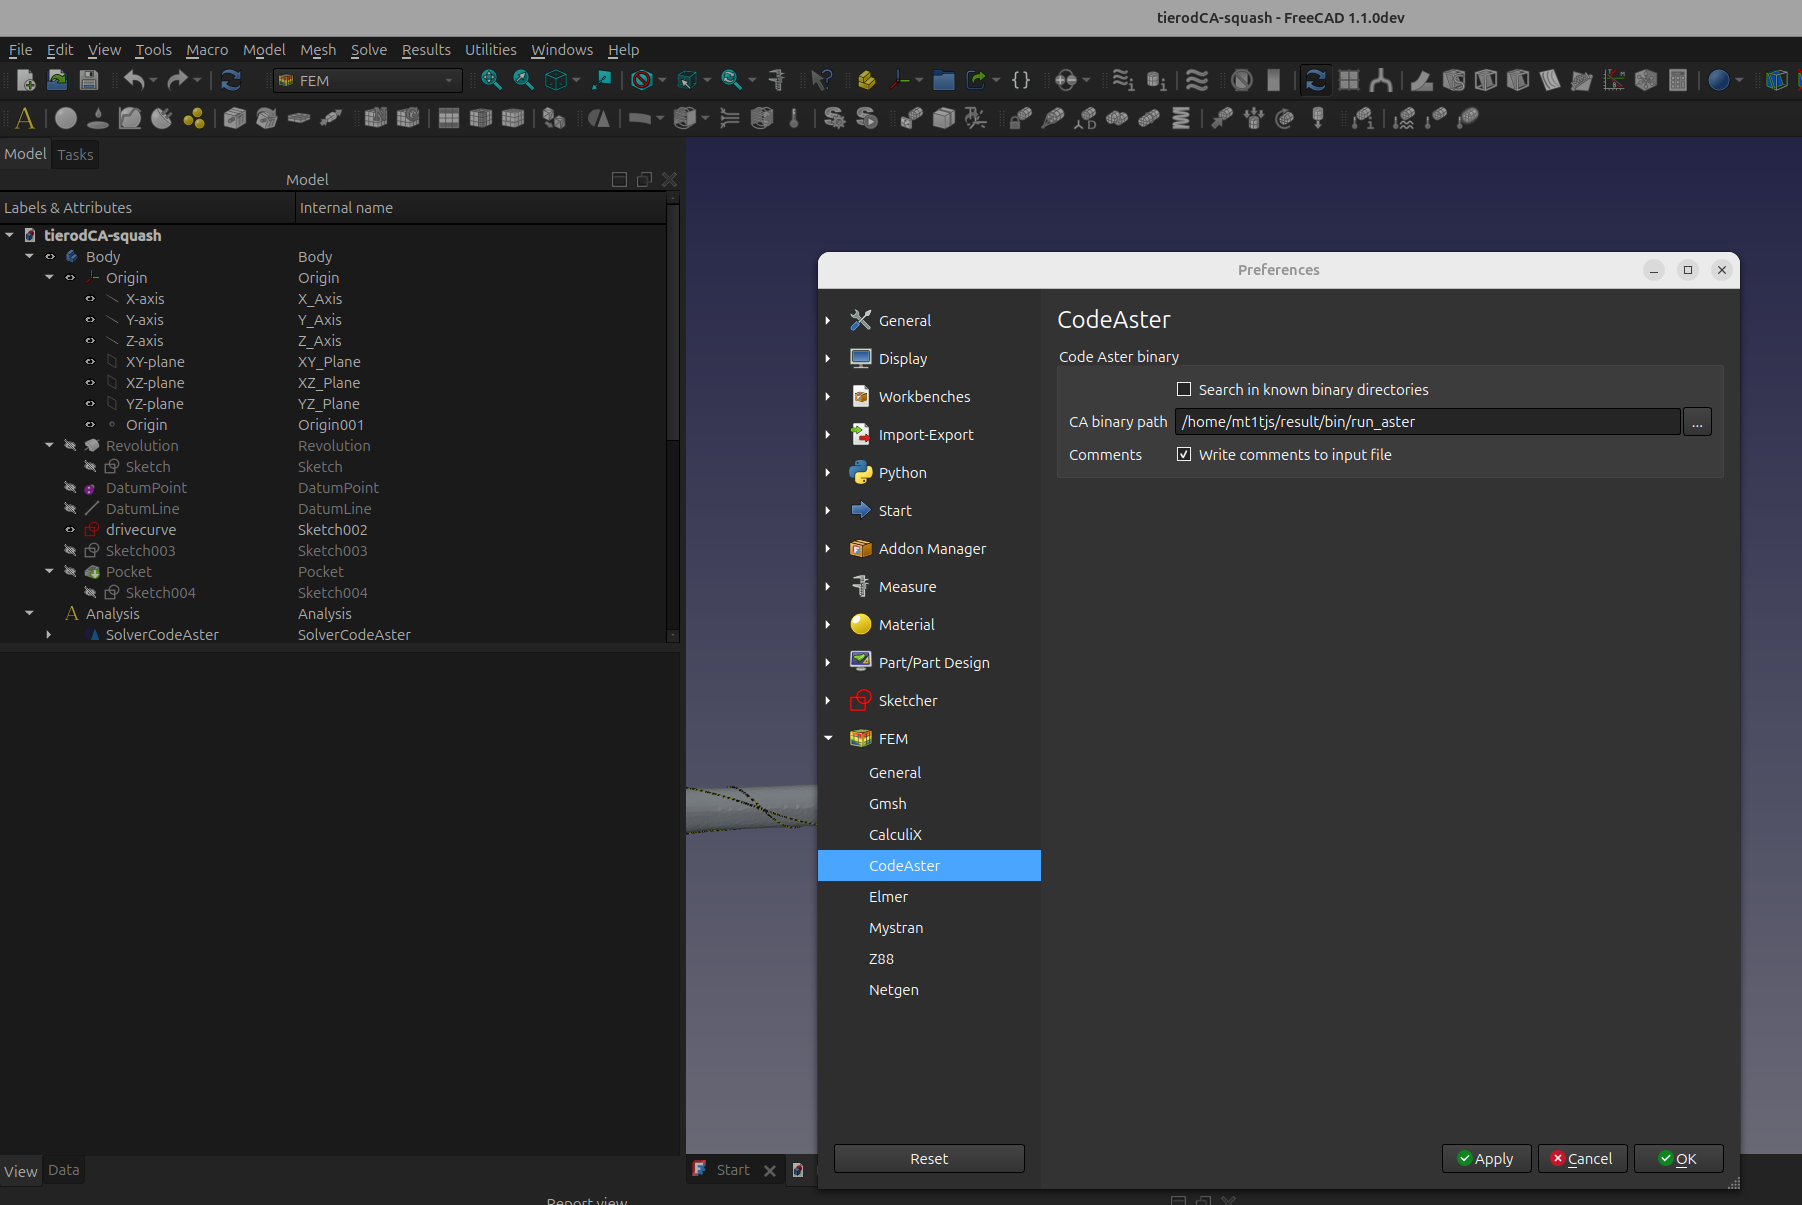 tierodCA-squash - FreeCAD 1.1.0dev
File Edit View Tools Macro Model Mesh Solve Results Utilities Windows Help
FEM
Model Tasks
Model
Labels & Attributes Internal name
tierodCA-squash
Body Body
Origin Origin
X-axis X_Axis
Y-axis Y_Axis
Z-axis Z_Axis
XY-plane XY_Plane
XZ-plane XZ_Plane
YZ-plane YZ_Plane
Origin Origin001
Revolution Revolution
Sketch Sketch
DatumPoint DatumPoint
DatumLine DatumLine
drivecurve Sketch002
Sketch003 Sketch003
Pocket Pocket
Sketch004 Sketch004
Analysis Analysis
SolverCodeAster SolverCodeAster
View Data
Start
Report view
Preferences
General
Display
Workbenches
Import-Export
Python
Start
Addon Manager
Measure
Material
Part/Part Design
Sketcher
FEM
General
Gmsh
CalculiX
CodeAster
Elmer
Mystran
Z88
Netgen
Reset
CodeAster
Code Aster binary
Search in known binary directories
CA binary path /home/mt1tjs/result/bin/run_aster ...
Comments Write comments to input file
Apply Cancel OK